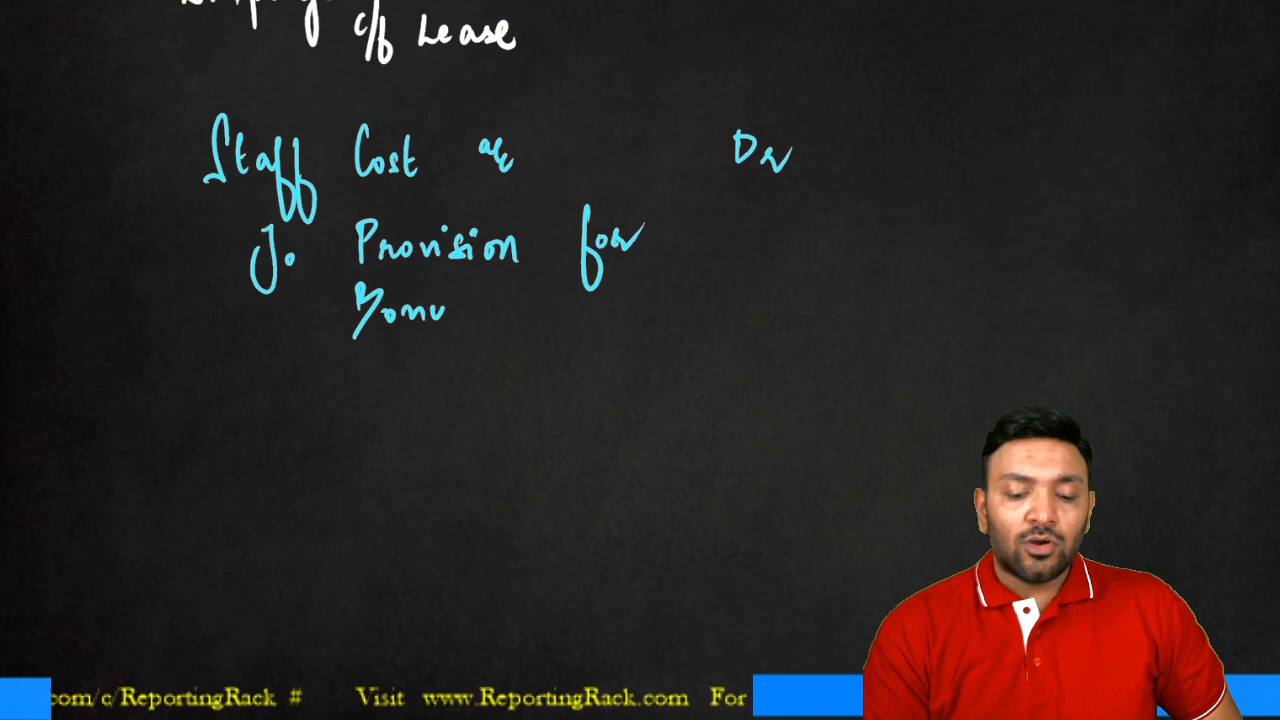 c/b Lease
Staff Cost a/c Dr
To Provision for
Bonu
com/c/ReportingRack # Visit www.ReportingRack.com For